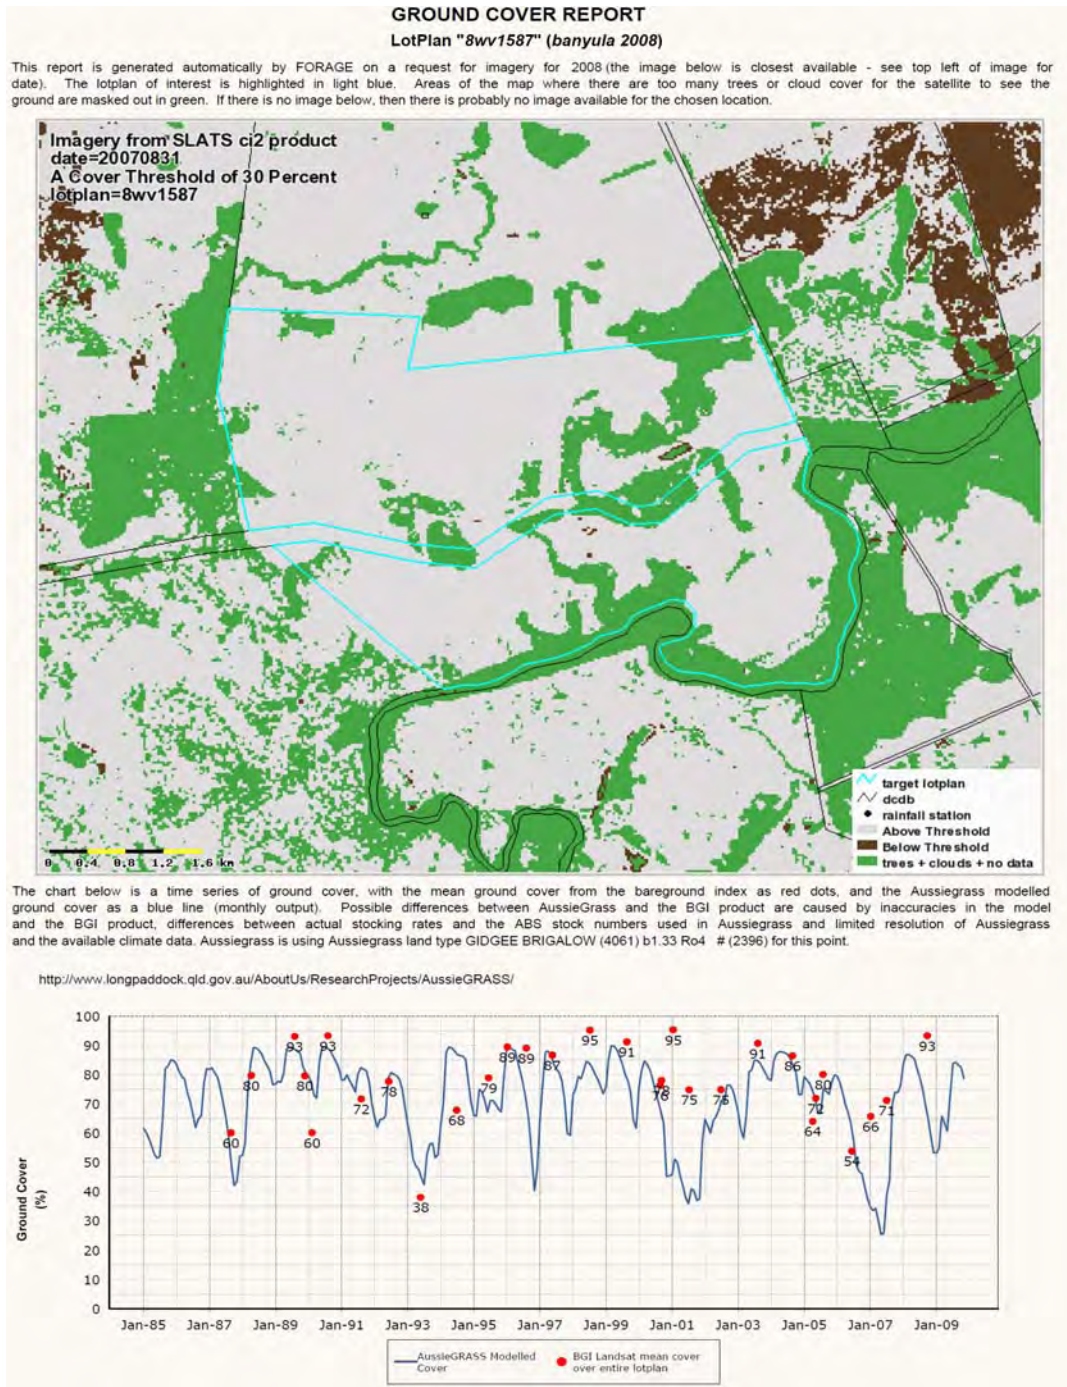 GROUND COVER REPORT
LotPlan "8wv1587" (banyula 2008)
This report is generated automatically by FORAGE on a request for imagery for 2008 (the image below is closest available - see top left of image for
date). The lotplan of interest is highlighted in light blue. Areas of the map where there are too many trees or cloud cover for the satellite to see the
ground are masked out in green. If there is no image below, then there is probably no image available for the chosen location.
Imagery from SLATS ci2 product
date=20070831
A Cover Threshold of 30 Percent
lotplan=8wv1587
target lotplan
dcdb
rainfall station
Above Threshold
Below Threshold
trees + clouds + no data
0 0.4 0.8 1.2 1.6 km
The chart below is a time series of ground cover, with the mean ground cover from the bareground index as red dots, and the Aussiegrass modelled
ground cover as a blue line (monthly output). Possible differences between AussieGrass and the BGI product are caused by inaccuracies in the model
and the BGI product, differences between actual stocking rates and the ABS stock numbers used in Aussiegrass and limited resolution of Aussiegrass
and the available climate data. Aussiegrass is using Aussiegrass land type GIDGEE BRIGALOW (4061) b1.33 Ro4 # (2396) for this point.
http://www.longpaddock.qld.gov.au/AboutUs/ResearchProjects/AussieGRASS/
Ground Cover
(%)
100
90
80
70
60
50
40
30
20
10
0
60
80
93
80
60
93
72
78
38
68
79
89
89
87
95
91
78
76
95
75
75
91
86
64
72
80
54
66
71
93
Jan-85 Jan-87 Jan-89 Jan-91 Jan-93 Jan-95 Jan-97 Jan-99 Jan-01 Jan-03 Jan-05 Jan-07 Jan-09
AussieGRASS Modelled
Cover
BGI Landsat mean cover
over entire lotplan